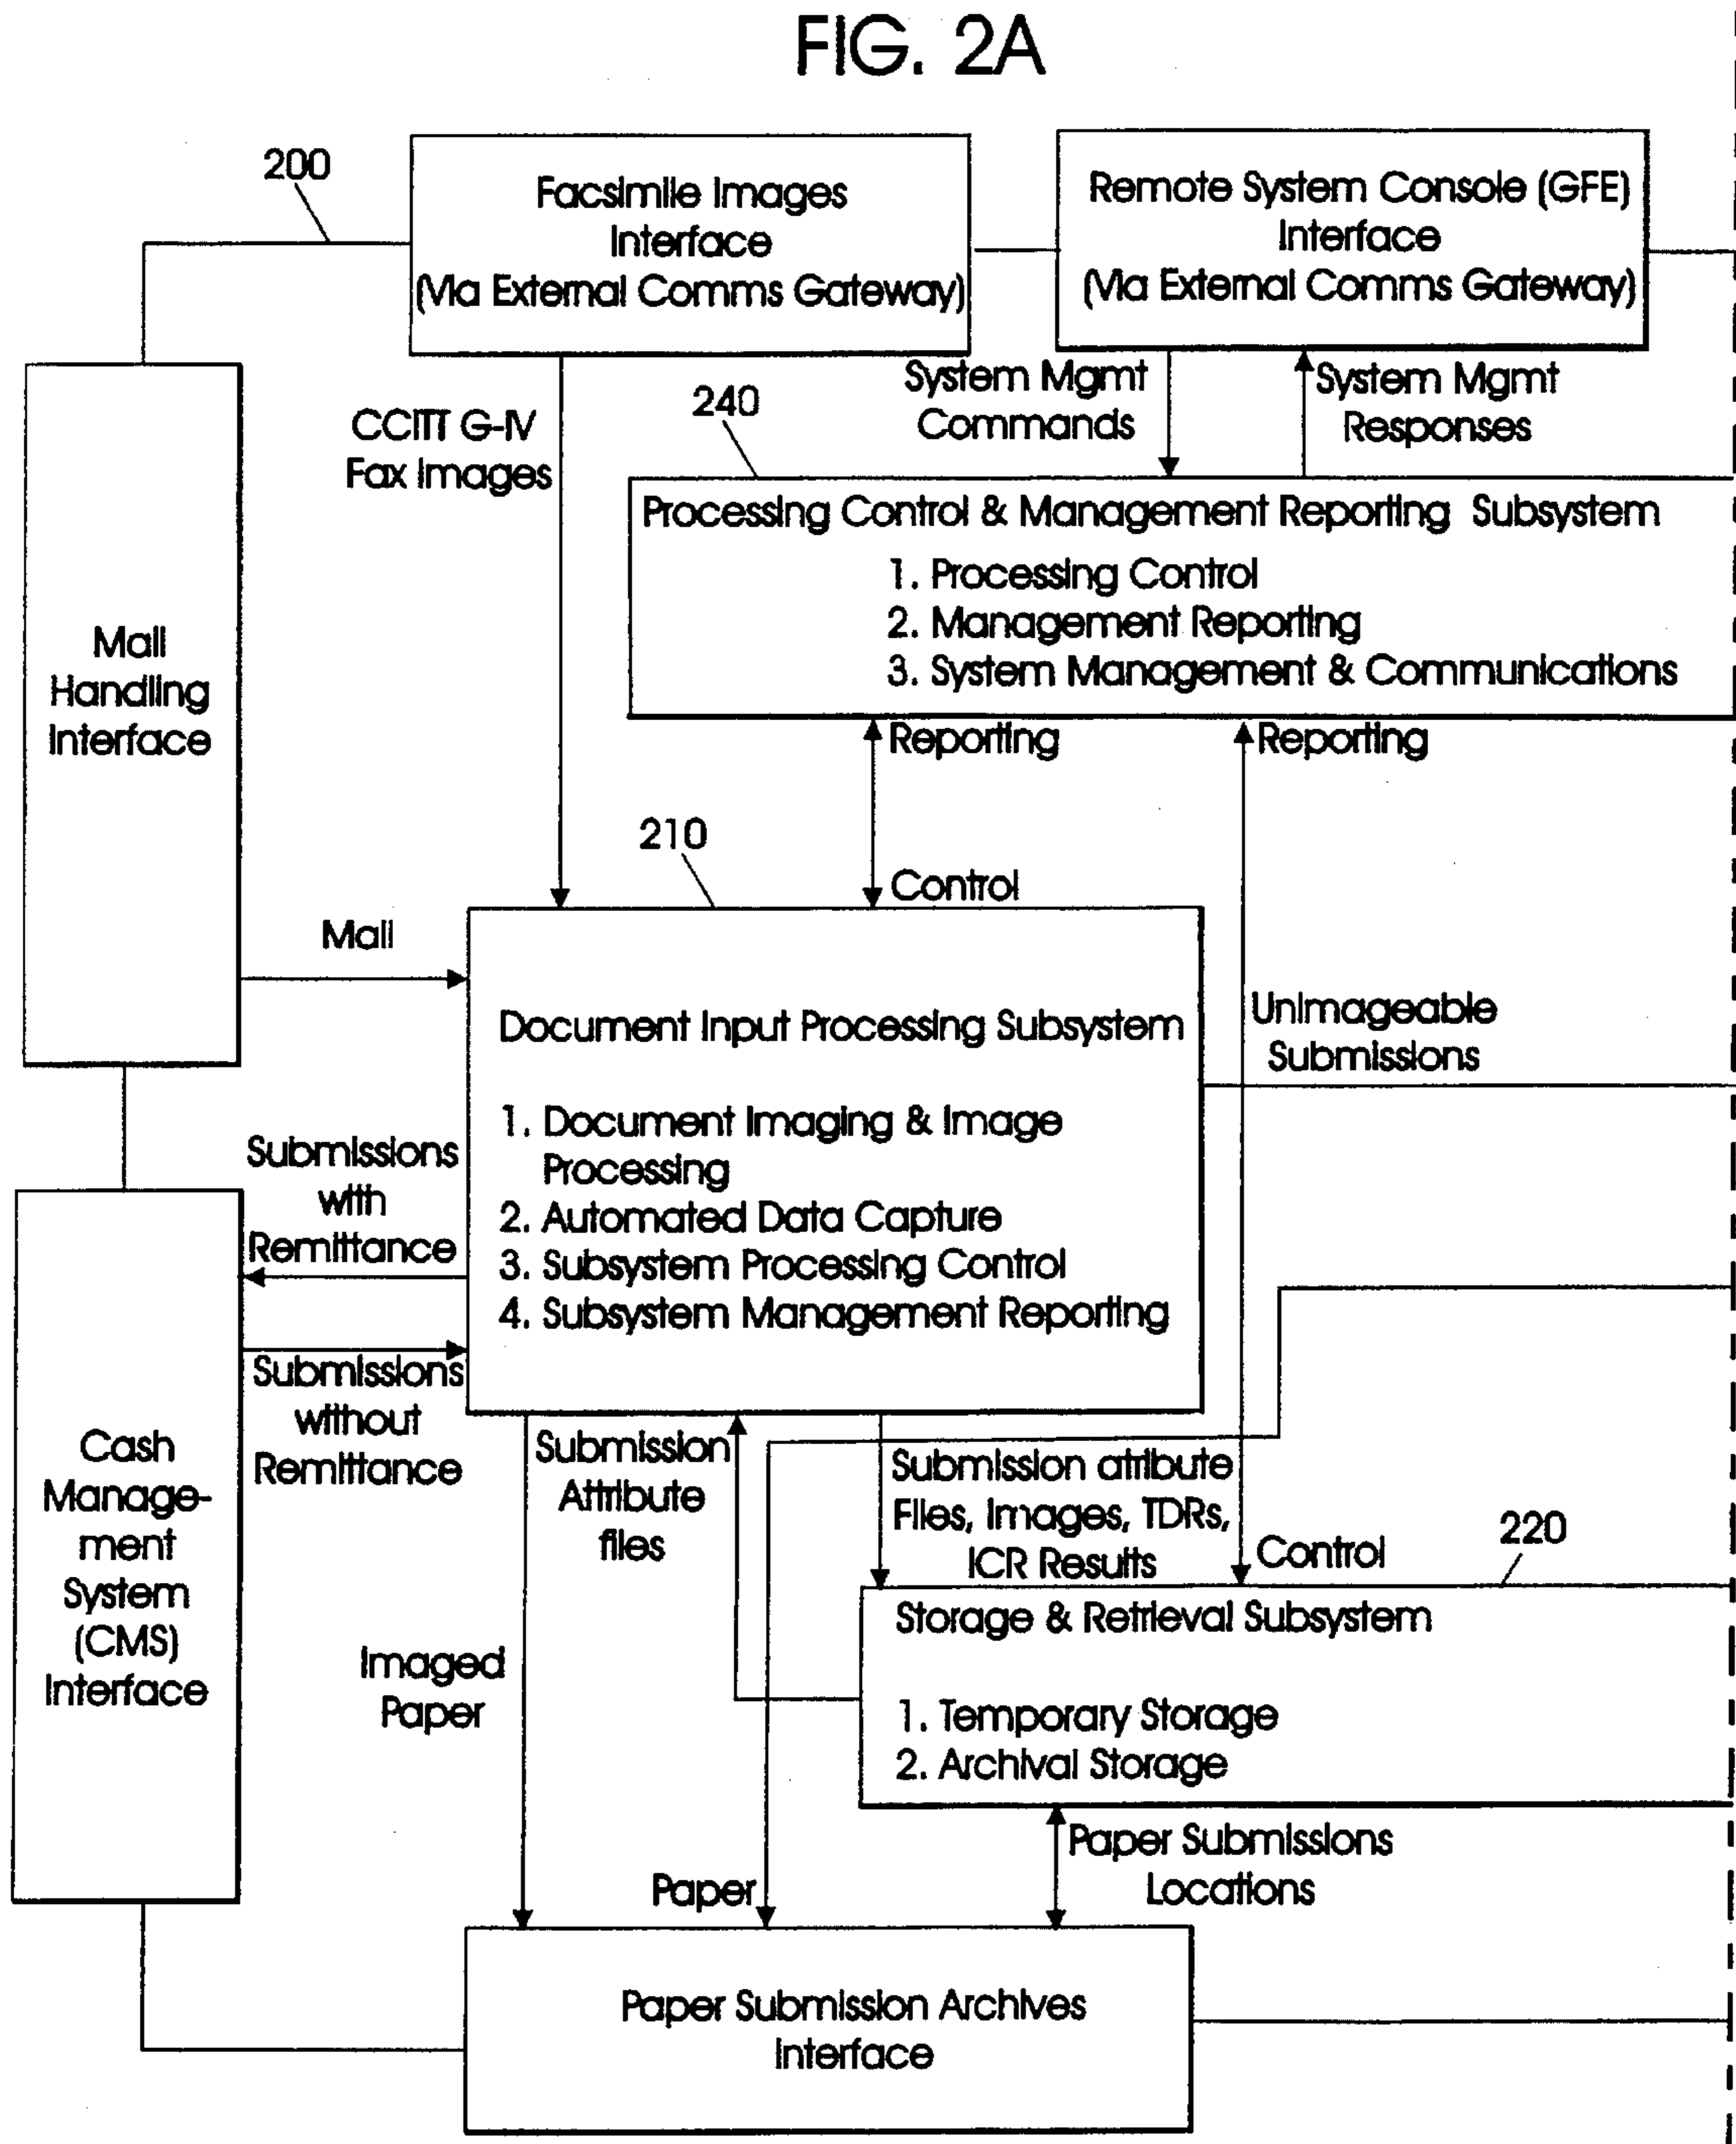 FIG. 2A
200
Facsimile Images
Interface
(Via External Comms Gateway)
Remote System Console (GFE)
Interface
(Via External Comms Gateway)
System Mgmt
Commands
System Mgmt
Responses
240
CCITT G-IV
Fax Images
Processing Control & Management Reporting Subsystem
1. Processing Control
2. Management Reporting
3. System Management & Communications
Mail
Handling
Interface
Reporting
Reporting
210
Control
Mail
Document Input Processing Subsystem
1. Document Imaging & Image
Processing
2. Automated Data Capture
3. Subsystem Processing Control
4. Subsystem Management Reporting
Unimageable
Submissions
Submissions
with
Remittance
Submissions
without
Remittance
Cash
Manage-
ment
System
(CMS)
Interface
Submission
Attribute
files
Submission attribute
Files, Images, TDRs,
ICR Results
Control
220
Storage & Retrieval Subsystem
1. Temporary Storage
2. Archival Storage
Imaged
Paper
Paper
Paper Submissions
Locations
Paper Submission Archives
Interface